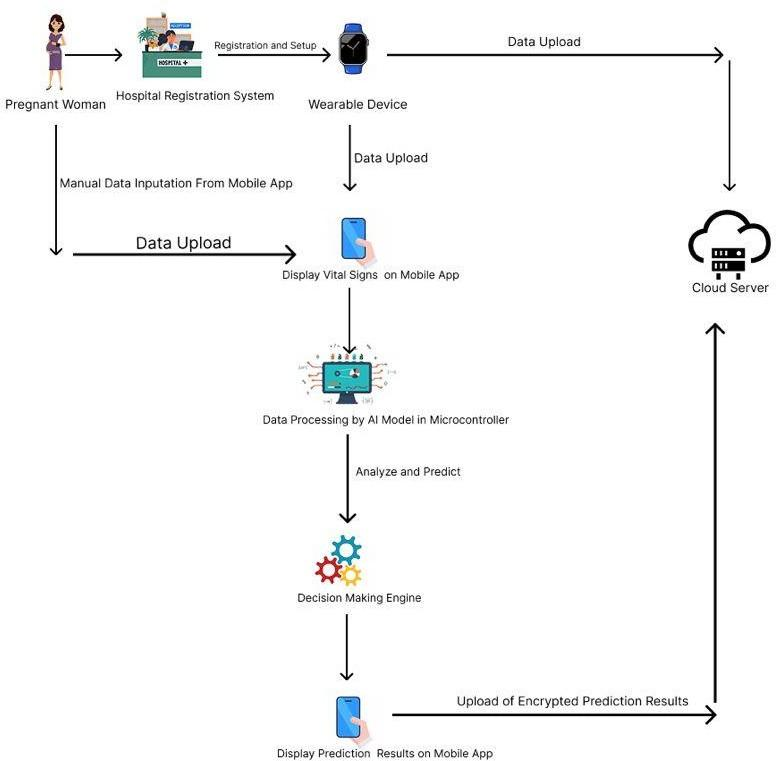 RECEPTION
HOSPITAL +
Registration and Setup
Data Upload
Pregnant Woman
Hospital Registration System
Wearable Device
Data Upload
Manual Data Inputation From Mobile App
Data Upload
Display Vital Signs on Mobile App
Cloud Server
Data Processing by AI Model in Microcontroller
Analyze and Predict
Decision Making Engine
Upload of Encrypted Prediction Results
Display Prediction Results on Mobile App